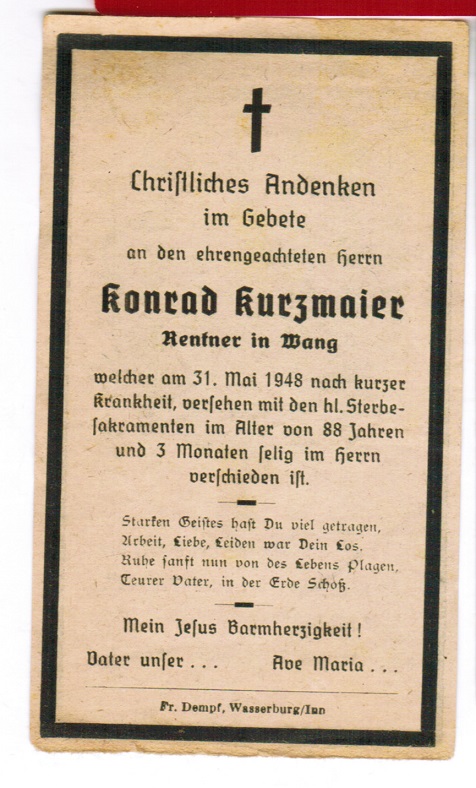 Christliches Andenken
im Gebete
an den ehrengeachteten Herrn
Konrad Kurzmaier
Rentner in Wang
welcher am 31. Mai 1948 nach kurzer
Krankheit, versehen mit den hl. Sterbe-
sakramenten im Alter von 88 Jahren
und 3 Monaten selig im Herrn
verschieden ist.
Starken Geistes hast Du viel getragen,
Arbeit, Liebe, Leiden war Dein Los.
Ruhe sanft nun von des Lebens Plagen,
Teurer Vater, in der Erde Schoß.
Mein Jesus Barmherzigkeit!
Vater unser . . . Ave Maria . . .
Fr. Dempf, Wasserburg/Inn